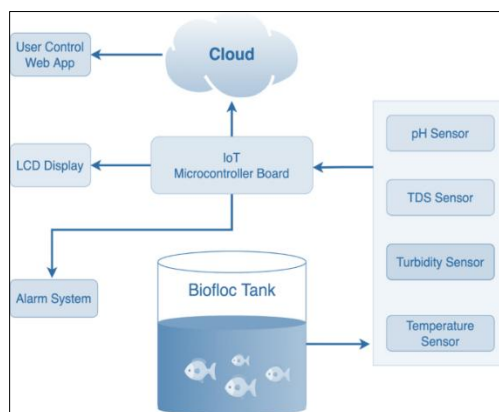 User Control
Web App
Cloud
pH Sensor
LCD Display
IoT
Microcontroller Board
TDS Sensor
Turbidity Sensor
Alarm System
Biofloc Tank
Temperature
Sensor